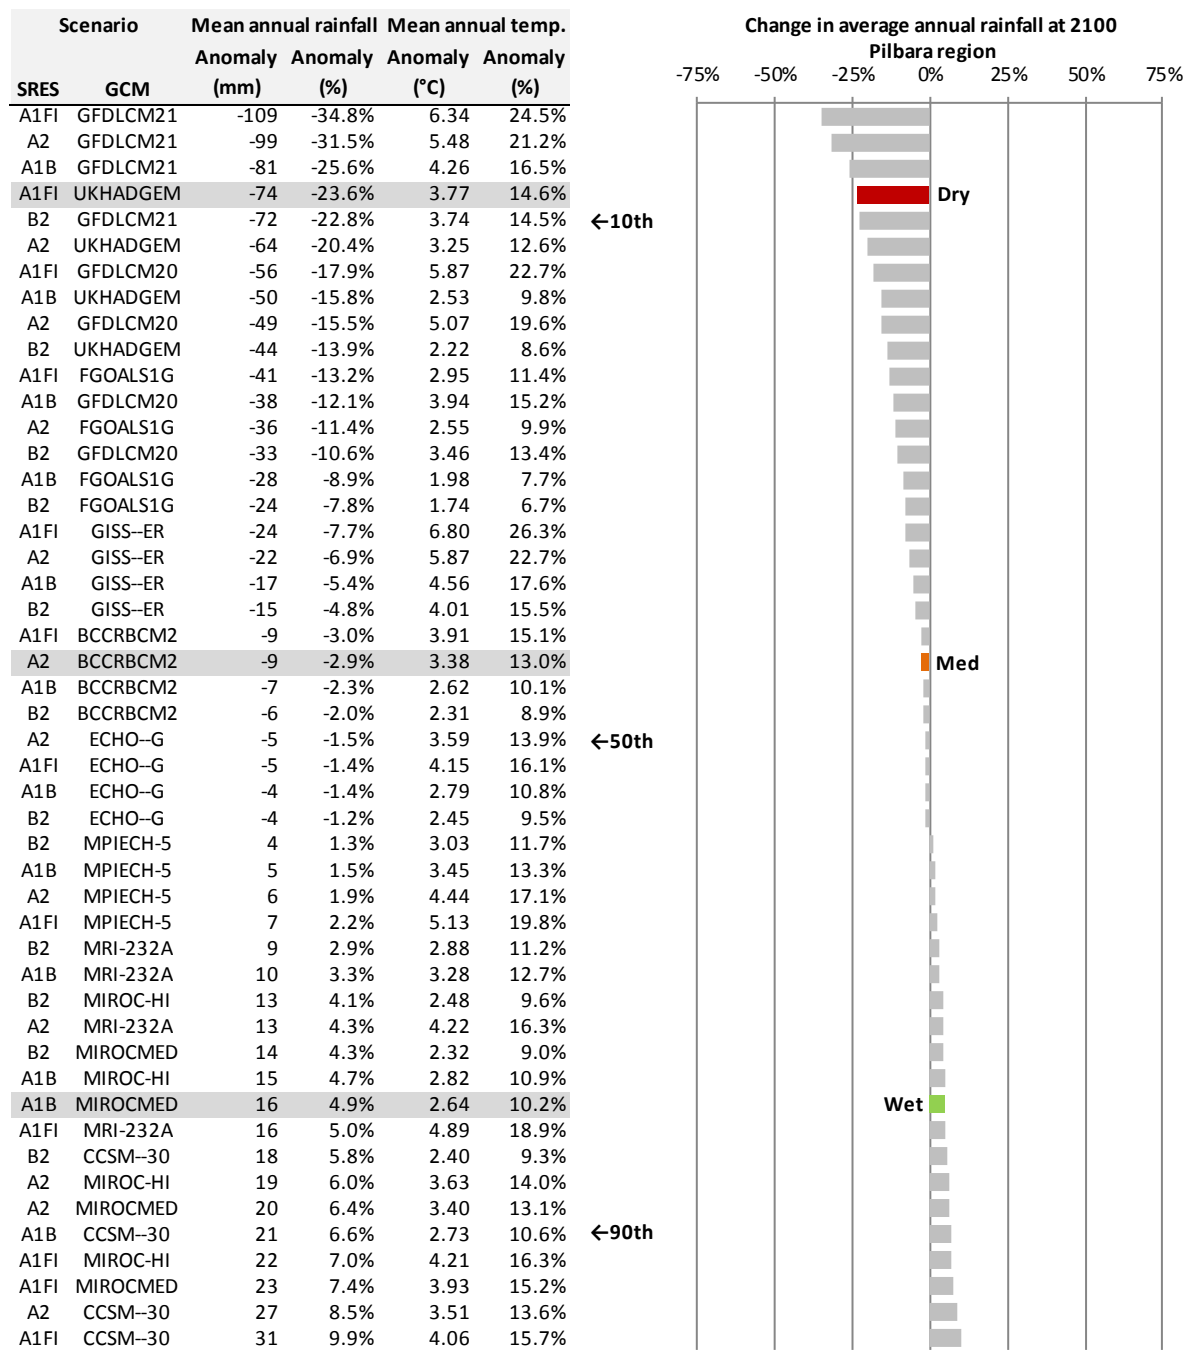 Scenario Mean annual rainfall Mean annual temp.
Anomaly Anomaly Anomaly Anomaly
SRES GCM (mm) (%) (°C) (%)
Change in average annual rainfall at 2100
Pilbara region
-75% -50% -25% 0% 25% 50% 75%
A1FI GFDLCM21 -109 -34.8% 6.34 24.5%
A2 GFDLCM21 -99 -31.5% 5.48 21.2%
A1B GFDLCM21 -81 -25.6% 4.26 16.5%
A1FI UKHADGEM -74 -23.6% 3.77 14.6% Dry
B2 GFDLCM21 -72 -22.8% 3.74 14.5% ←10th
A2 UKHADGEM -64 -20.4% 3.25 12.6%
A1FI GFDLCM20 -56 -17.9% 5.87 22.7%
A1B UKHADGEM -50 -15.8% 2.53 9.8%
A2 GFDLCM20 -49 -15.5% 5.07 19.6%
B2 UKHADGEM -44 -13.9% 2.22 8.6%
A1FI FGOALS1G -41 -13.2% 2.95 11.4%
A1B GFDLCM20 -38 -12.1% 3.94 15.2%
A2 FGOALS1G -36 -11.4% 2.55 9.9%
B2 GFDLCM20 -33 -10.6% 3.46 13.4%
A1B FGOALS1G -28 -8.9% 1.98 7.7%
B2 FGOALS1G -24 -7.8% 1.74 6.7%
A1FI GISS--ER -24 -7.7% 6.80 26.3%
A2 GISS--ER -22 -6.9% 5.87 22.7%
A1B GISS--ER -17 -5.4% 4.56 17.6%
B2 GISS--ER -15 -4.8% 4.01 15.5%
A1FI BCCRBCM2 -9 -3.0% 3.91 15.1%
A2 BCCRBCM2 -9 -2.9% 3.38 13.0% Med
A1B BCCRBCM2 -7 -2.3% 2.62 10.1%
B2 BCCRBCM2 -6 -2.0% 2.31 8.9%
A2 ECHO--G -5 -1.5% 3.59 13.9% ←50th
A1FI ECHO--G -5 -1.4% 4.15 16.1%
A1B ECHO--G -4 -1.4% 2.79 10.8%
B2 ECHO--G -4 -1.2% 2.45 9.5%
B2 MPIECH-5 4 1.3% 3.03 11.7%
A1B MPIECH-5 5 1.5% 3.45 13.3%
A2 MPIECH-5 6 1.9% 4.44 17.1%
A1FI MPIECH-5 7 2.2% 5.13 19.8%
B2 MRI-232A 9 2.9% 2.88 11.2%
A1B MRI-232A 10 3.3% 3.28 12.7%
B2 MIROC-HI 13 4.1% 2.48 9.6%
A2 MRI-232A 13 4.3% 4.22 16.3%
B2 MIROCMED 14 4.3% 2.32 9.0%
A1B MIROC-HI 15 4.7% 2.82 10.9%
A1B MIROCMED 16 4.9% 2.64 10.2% Wet
A1FI MRI-232A 16 5.0% 4.89 18.9%
B2 CCSM--30 18 5.8% 2.40 9.3%
A2 MIROC-HI 19 6.0% 3.63 14.0%
A2 MIROCMED 20 6.4% 3.40 13.1%
A1B CCSM--30 21 6.6% 2.73 10.6% ←90th
A1FI MIROC-HI 22 7.0% 4.21 16.3%
A1FI MIROCMED 23 7.4% 3.93 15.2%
A2 CCSM--30 27 8.5% 3.51 13.6%
A1FI CCSM--30 31 9.9% 4.06 15.7%